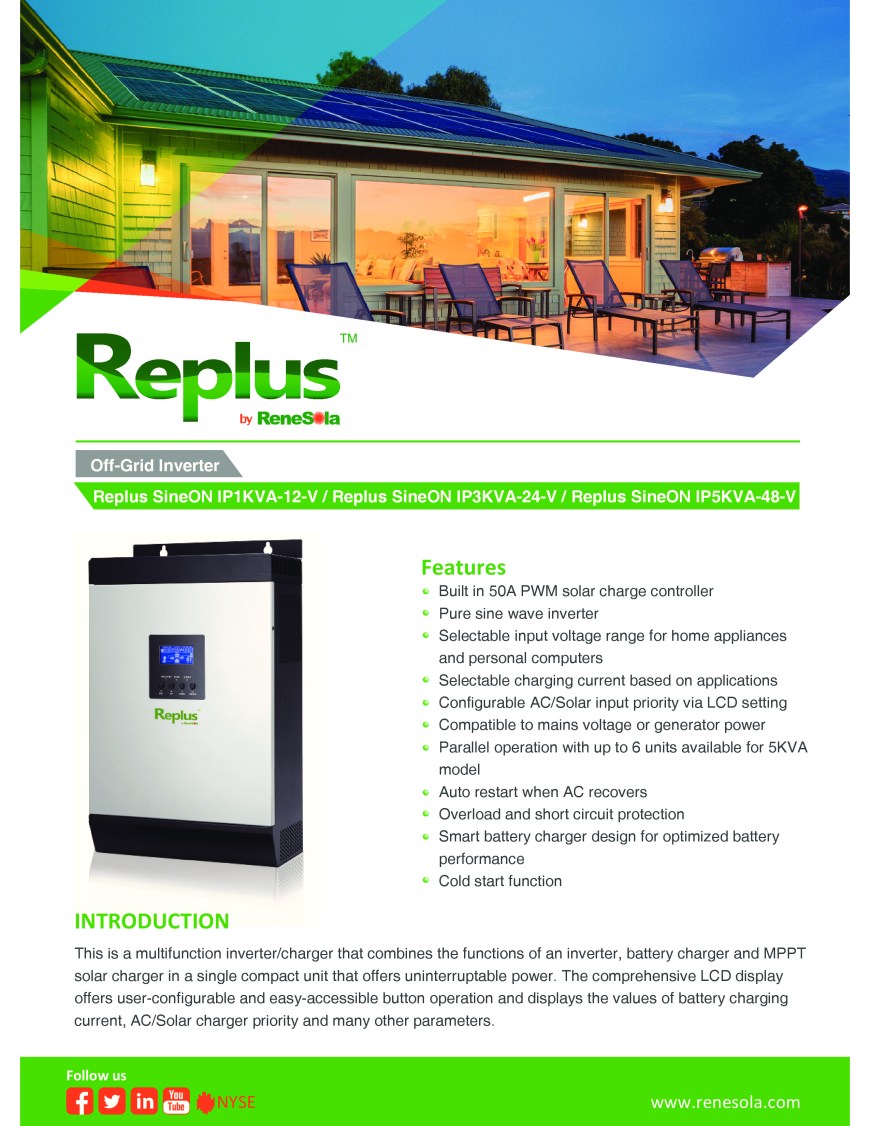 Replus™
by ReneSola
Off-Grid Inverter
Replus SineON IP1KVA-12-V / Replus SineON IP3KVA-24-V / Replus SineON IP5KVA-48-V
Features
Built in 50A PWM solar charge controller
Pure sine wave inverter
Selectable input voltage range for home appliances
and personal computers
Selectable charging current based on applications
Configurable AC/Solar input priority via LCD setting
Compatible to mains voltage or generator power
Parallel operation with up to 6 units available for 5KVA
model
Auto restart when AC recovers
Overload and short circuit protection
Smart battery charger design for optimized battery
performance
Cold start function
Replus
INTRODUCTION
This is a multifunction inverter/charger that combines the functions of an inverter, battery charger and MPPT
solar charger in a single compact unit that offers uninterruptable power. The comprehensive LCD display
offers user-configurable and easy-accessible button operation and displays the values of battery charging
current, AC/Solar charger priority and many other parameters.
Follow us
f in You Tube NYSE
www.renesola.com